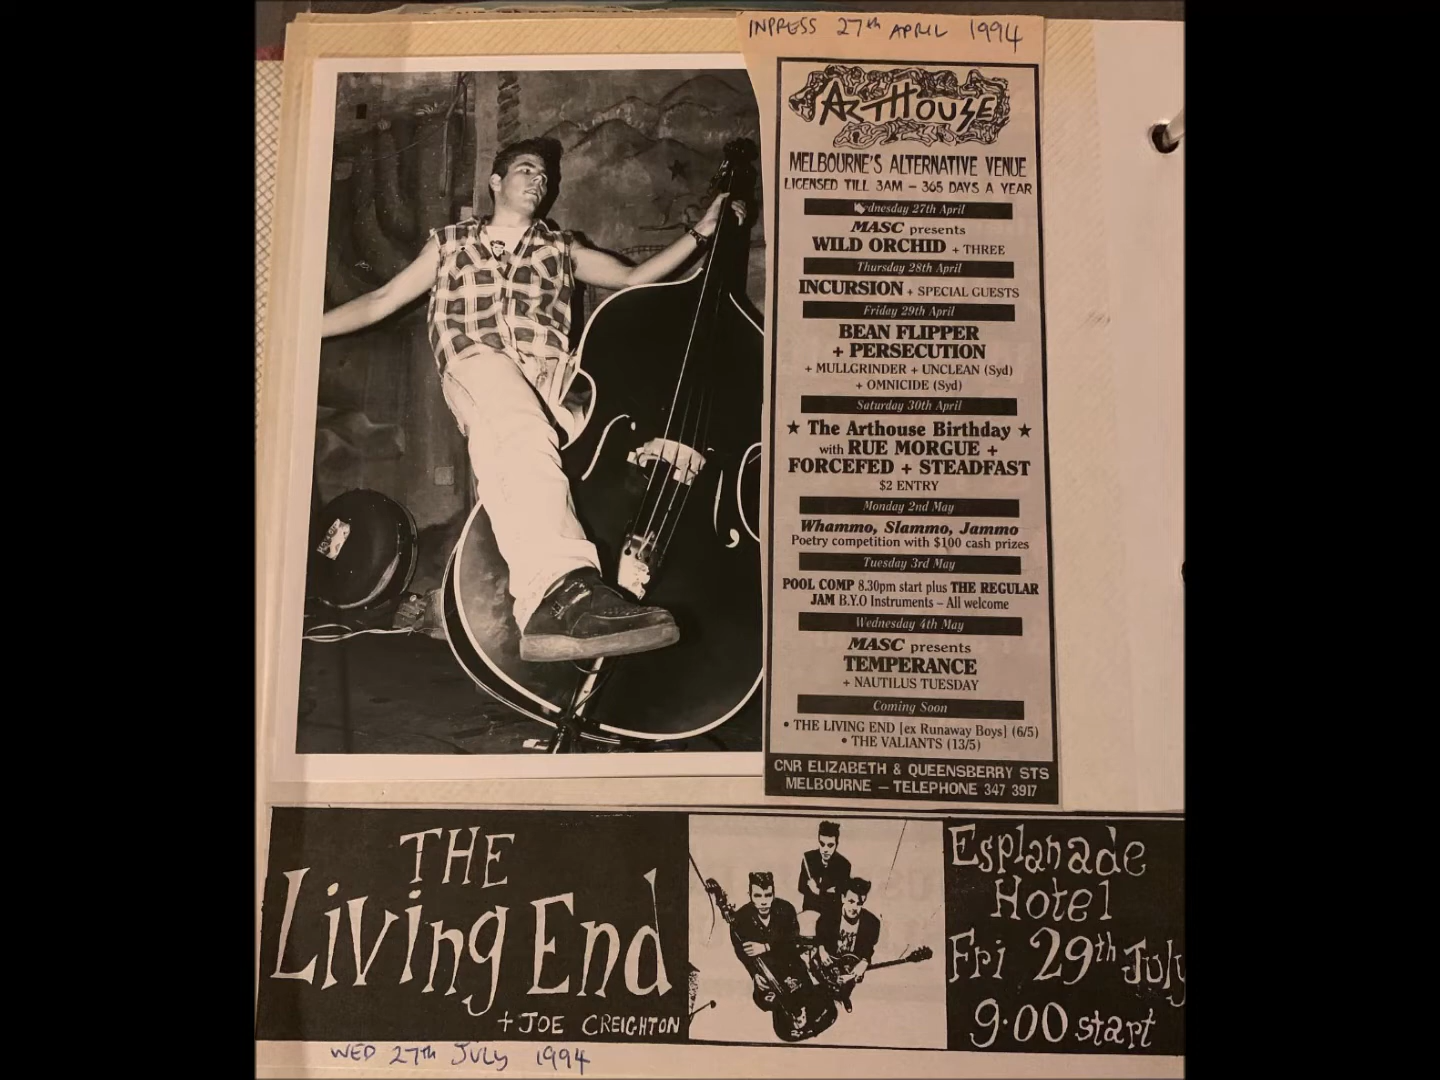 INPRESS 27th APRIL 1994
ARTHOUSE
MELBOURNE'S ALTERNATIVE VENUE
LICENSED TILL 3AM – 365 DAYS A YEAR
Wednesday 27th April
MASC presents
WILD ORCHID + THREE
Thursday 28th April
INCURSION + SPECIAL GUESTS
Friday 29th April
BEAN FLIPPER
+ PERSECUTION
+ MULLGRINDER + UNCLEAN (Syd)
+ OMNICIDE (Syd)
Saturday 30th April
★ The Arthouse Birthday ★
with RUE MORGUE +
FORCEFED + STEADFAST
$2 ENTRY
Monday 2nd May
Whammo, Slammo, Jammo
Poetry competition with $100 cash prizes
Tuesday 3rd May
POOL COMP 8.30pm start plus THE REGULAR
JAM B.Y.O Instruments – All welcome
Wednesday 4th May
MASC presents
TEMPERANCE
+ NAUTILUS TUESDAY
Coming Soon
• THE LIVING END [ex Runaway Boys] (6/5)
• THE VALIANTS (13/5)
CNR ELIZABETH & QUEENSBERRY STS
MELBOURNE – TELEPHONE 347 3917
THE
Living End
+ JOE CREIGHTON
Esplanade
Hotel
Fri 29th July
9.00 start
WED 27TH JULY 1994